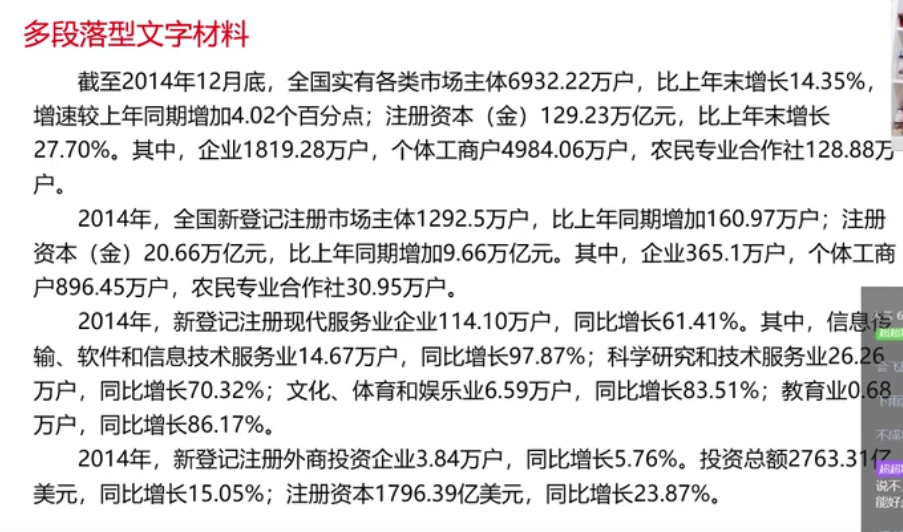 多段落型文字材料
截至2014年12月底，全国实有各类市场主体6932.22万户，比上年末增长14.35%，
增速较上年同期增加4.02个百分点；注册资本（金）129.23万亿元，比上年末增长
27.70%。其中，企业1819.28万户，个体工商户4984.06万户，农民专业合作社128.88万
户。
2014年，全国新登记注册市场主体1292.5万户，比上年同期增加160.97万户；注册
资本（金）20.66万亿元，比上年同期增加9.66万亿元。其中，企业365.1万户，个体工商
户896.45万户，农民专业合作社30.95万户。
2014年，新登记注册现代服务业企业114.10万户，同比增长61.41%。其中，信息传
输、软件和信息技术服务业14.67万户，同比增长97.87%；科学研究和技术服务业26.26
万户，同比增长70.32%；文化、体育和娱乐业6.59万户，同比增长83.51%；教育业0.68
万户，同比增长86.17%。
2014年，新登记注册外商投资企业3.84万户，同比增长5.76%。投资总额2763.31亿
美元，同比增长15.05%；注册资本1796.39亿美元，同比增长23.87%。
不成
说不
能好